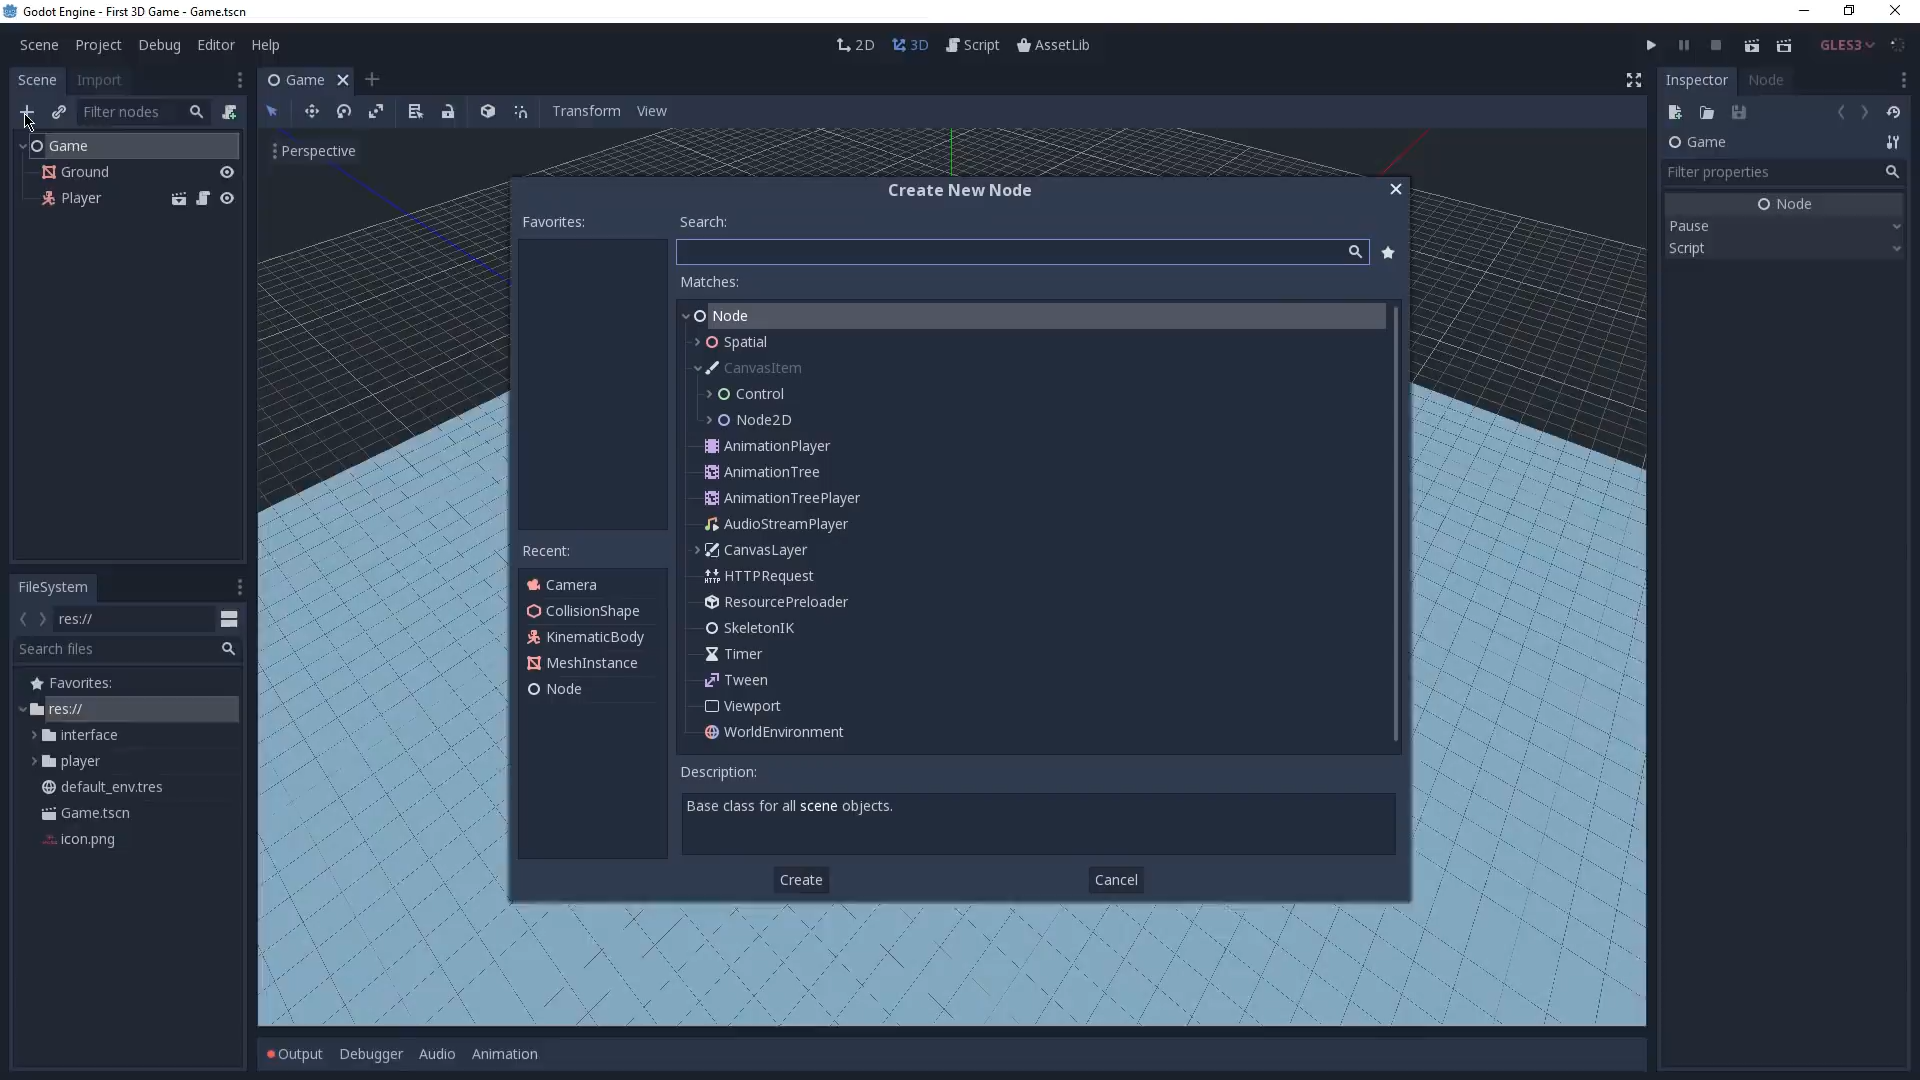 Godot Engine - First 3D Game - Game.tscn
Scene Project Debug Editor Help
2D 3D Script AssetLib
GLES3
Scene Import
Game
Inspector Node
Filter nodes
Transform View
Game
Ground
Player
Perspective
Game
Filter properties
Node
Pause
Script
Create New Node
Favorites:
Search:
Matches:
Node
Spatial
CanvasItem
Control
Node2D
AnimationPlayer
AnimationTree
AnimationTreePlayer
AudioStreamPlayer
CanvasLayer
HTTPRequest
ResourcePreloader
SkeletonIK
Timer
Tween
Viewport
WorldEnvironment
Recent:
Camera
CollisionShape
KinematicBody
MeshInstance
Node
Description:
Base class for all scene objects.
Create
Cancel
FileSystem
res://
Search files
Favorites:
res://
interface
player
default_env.tres
Game.tscn
icon.png
Output Debugger Audio Animation